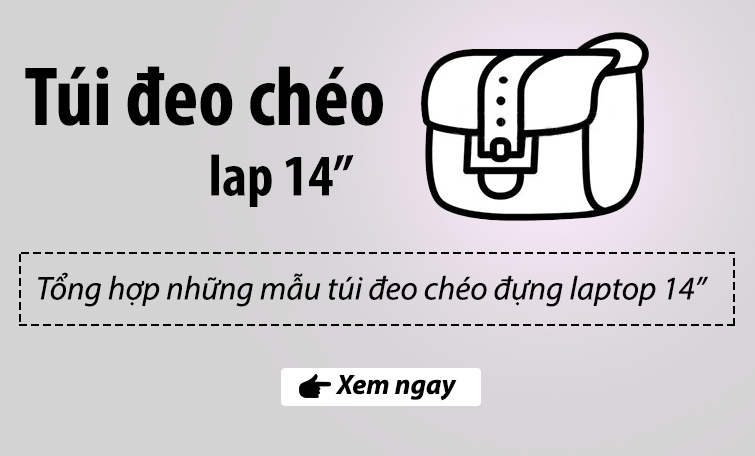 Túi đeo chéo
lap 14”
Tổng hợp những mẫu túi đeo chéo đựng laptop 14”
Xem ngay